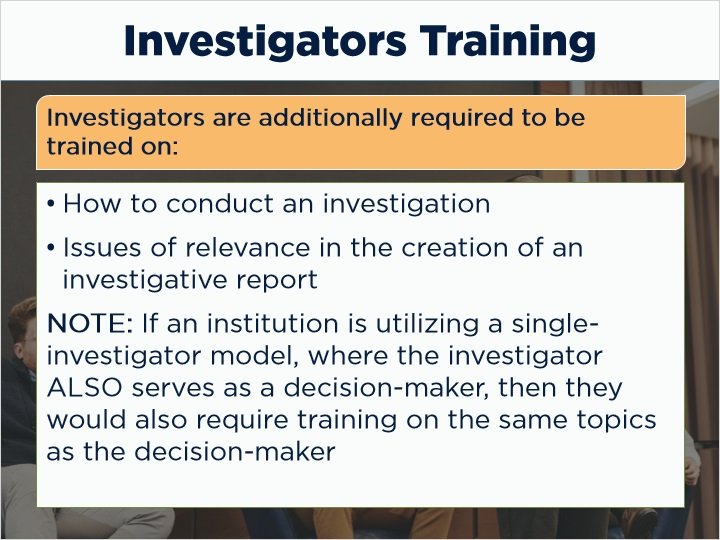 Investigators Training
Investigators are additionally required to be
trained on:
• How to conduct an investigation
• Issues of relevance in the creation of an
investigative report
NOTE: If an institution is utilizing a single-
investigator model, where the investigator
ALSO serves as a decision-maker, then they
would also require training on the same topics
as the decision-maker